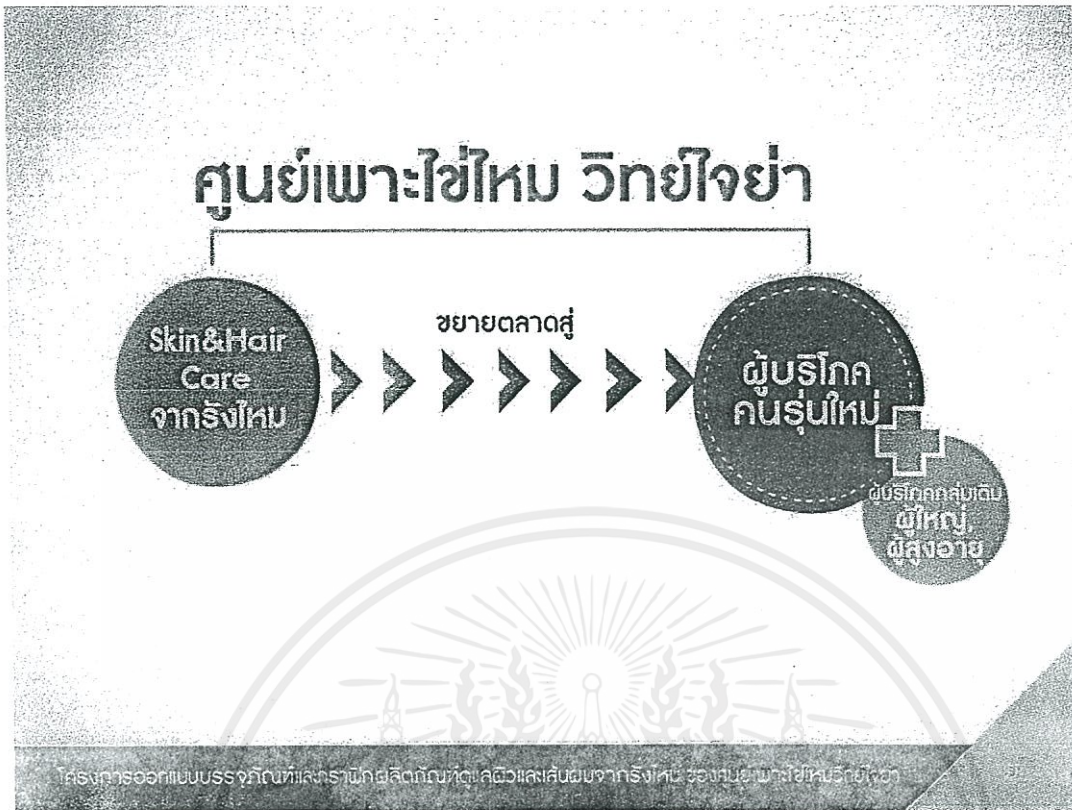 ศูนย์เพาะไข่ไหม วิทย์ใจย่า
Skin&Hair
Care
จากรังไหม
ขยายตลาดสู่
ผู้บริโภค
คนรุ่นใหม่
ผู้บริโภคกลุ่มเดิม
ผู้ใหญ่,
ผู้สูงอายุ
โครงการออกแบบบรรจุภัณฑ์และกราฟิกผลิตภัณฑ์ดูแลผิวและเส้นผมจากรังไหม ของศูนย์เพาะไข่ไหมวิทย์ใจย่า